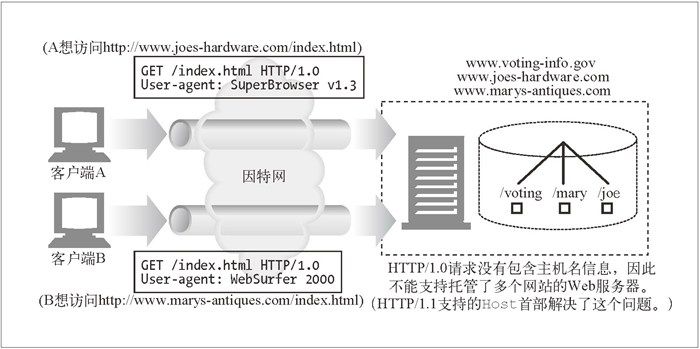 (A想访问http://www.joes-hardware.com/index.html)
GET /index.html HTTP/1.0
User-agent: SuperBrowser v1.3
www.voting-info.gov
www.joes-hardware.com
www.marys-antiques.com
客户端A
因特网
/voting /mary /joe
客户端B
GET /index.html HTTP/1.0
User-agent: WebSurfer 2000
(B想访问http://www.marys-antiques.com/index.html)
HTTP/1.0请求没有包含主机名信息，因此
不能支持托管了多个网站的Web服务器。
（HTTP/1.1支持的Host首部解决了这个问题。）